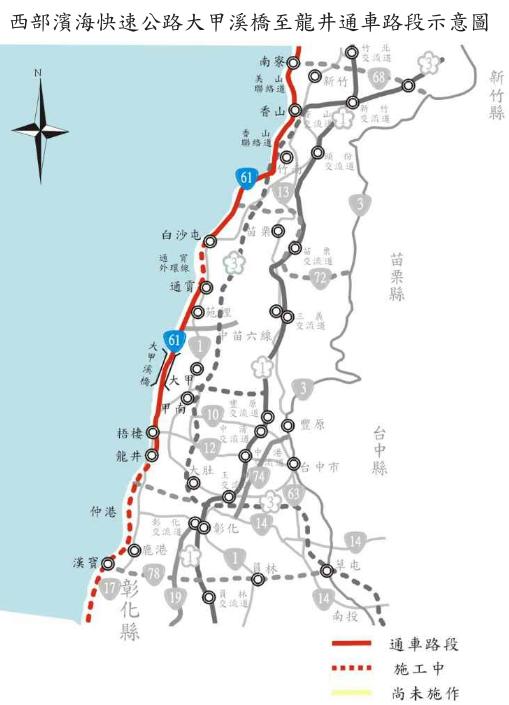 西部濱海快速公路大甲溪橋至龍井通車路段示意圖
N
南寮
竹北
交流道
3
新竹
68
新竹縣
美山
聯絡道
香山
新竹
交流道
1
香山
聯絡道
頭份
交流道
61
13
3
白沙屯
苗栗
苗栗
交流道
通霄
外環線
3
72
苗栗縣
通霄
苑裡
三義
交流道
中苗六線
61
1
大甲溪橋
1
大甲
3
甲南
10
豐原
交流道
豐原
梧棲
12
龍井
台中市
台中縣
大肚
74
3
63
仲港
彰化
交流道
彰化
14
14
鹿港
1
1
漢寶
78
員林
草屯
17
彰化縣
19
員林
交流道
14
南投
通車路段
施工中
尚未施作